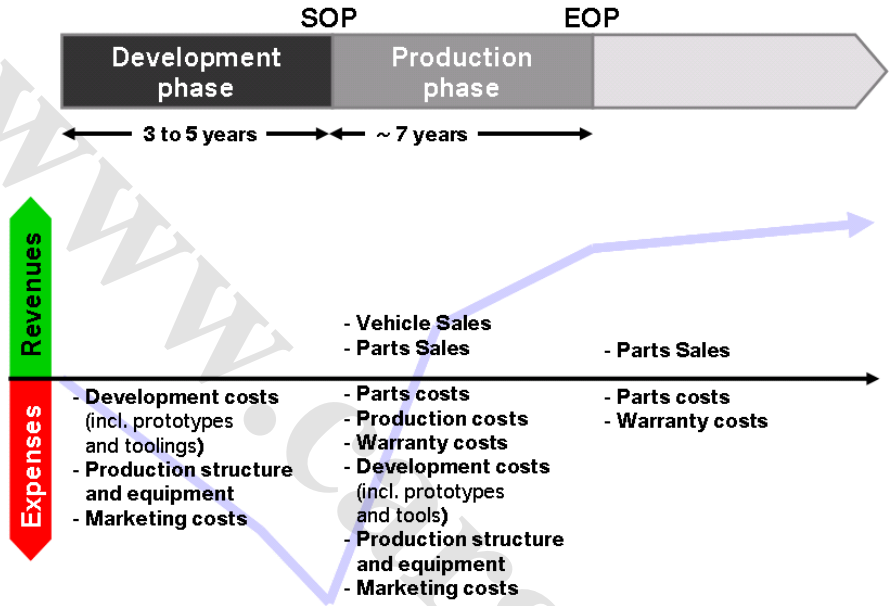 SOP
EOP
Development
phase
Production
phase
3 to 5 years
~ 7 years
Revenues
Expenses
- Vehicle Sales
- Parts Sales
- Parts Sales
- Development costs
(incl. prototypes
and toolings)
- Production structure
and equipment
- Marketing costs
- Parts costs
- Production costs
- Warranty costs
- Development costs
(incl. prototypes
and tools)
- Production structure
and equipment
- Marketing costs
- Parts costs
- Warranty costs